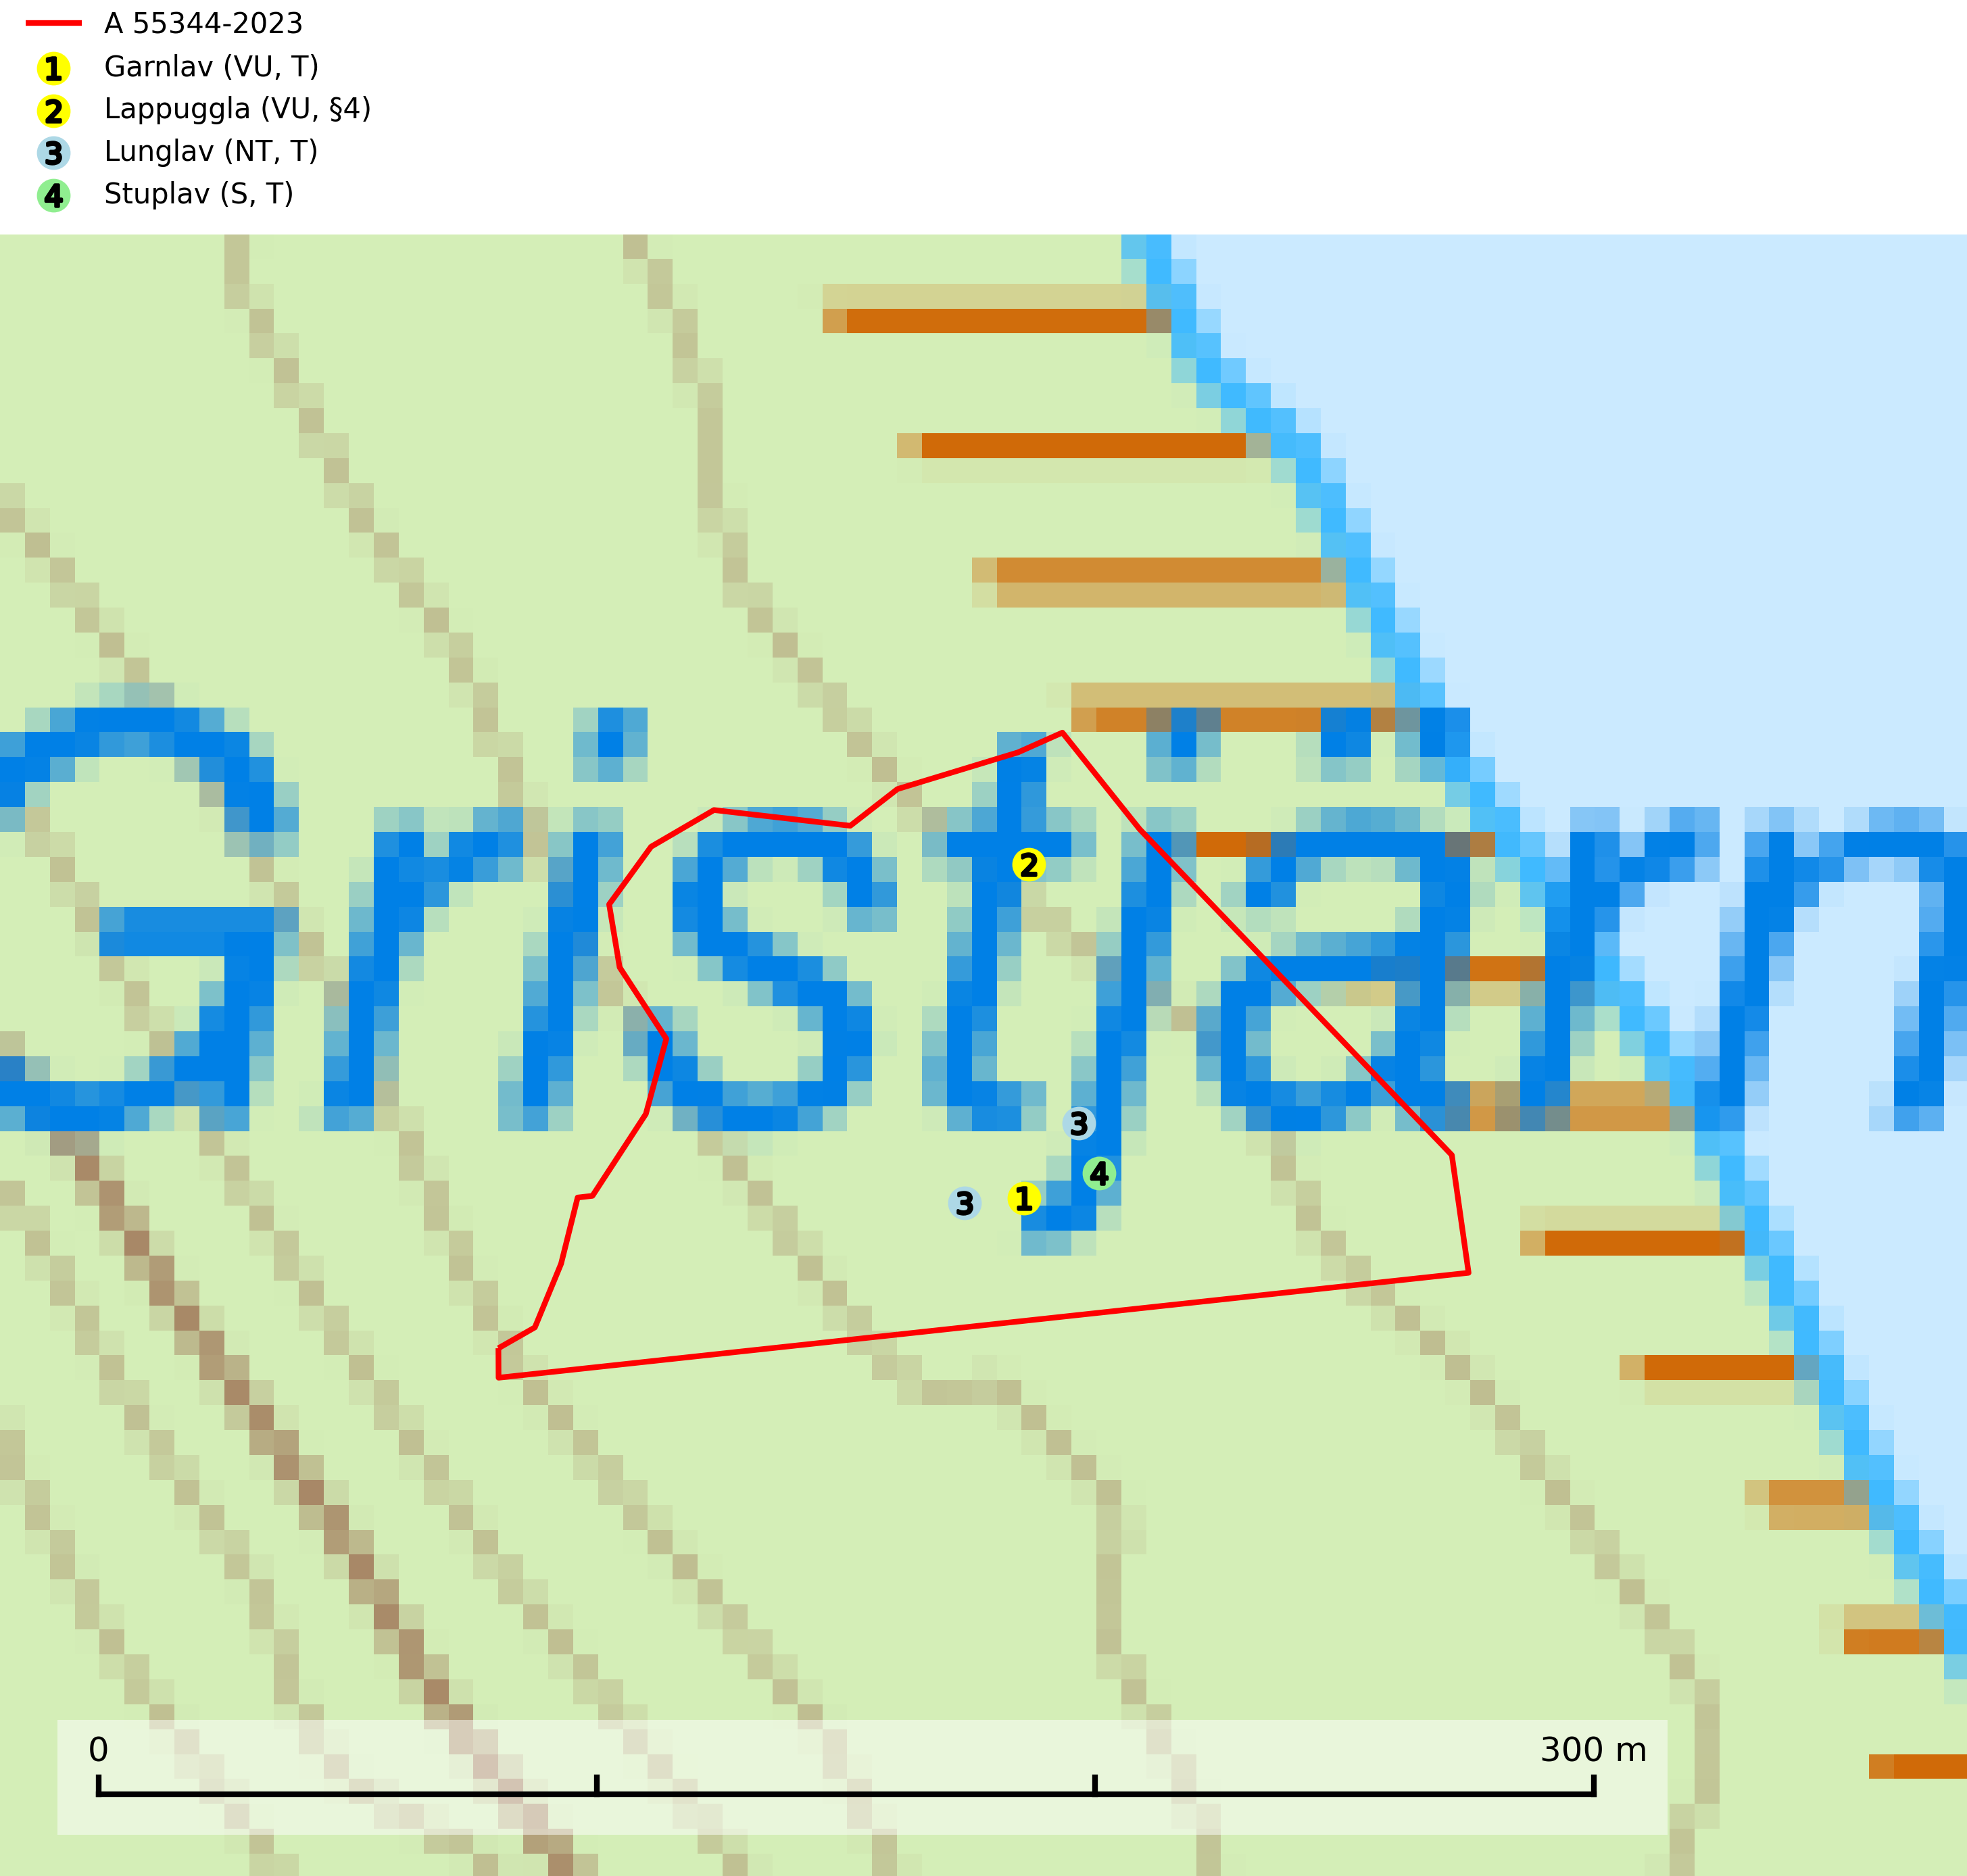 A 55344-2023
1 Garnlav (VU, T)
2 Lappuggla (VU, §4)
3 Lunglav (NT, T)
4 Stuplav (S, T)
2
3
4
3 1
0 300 m